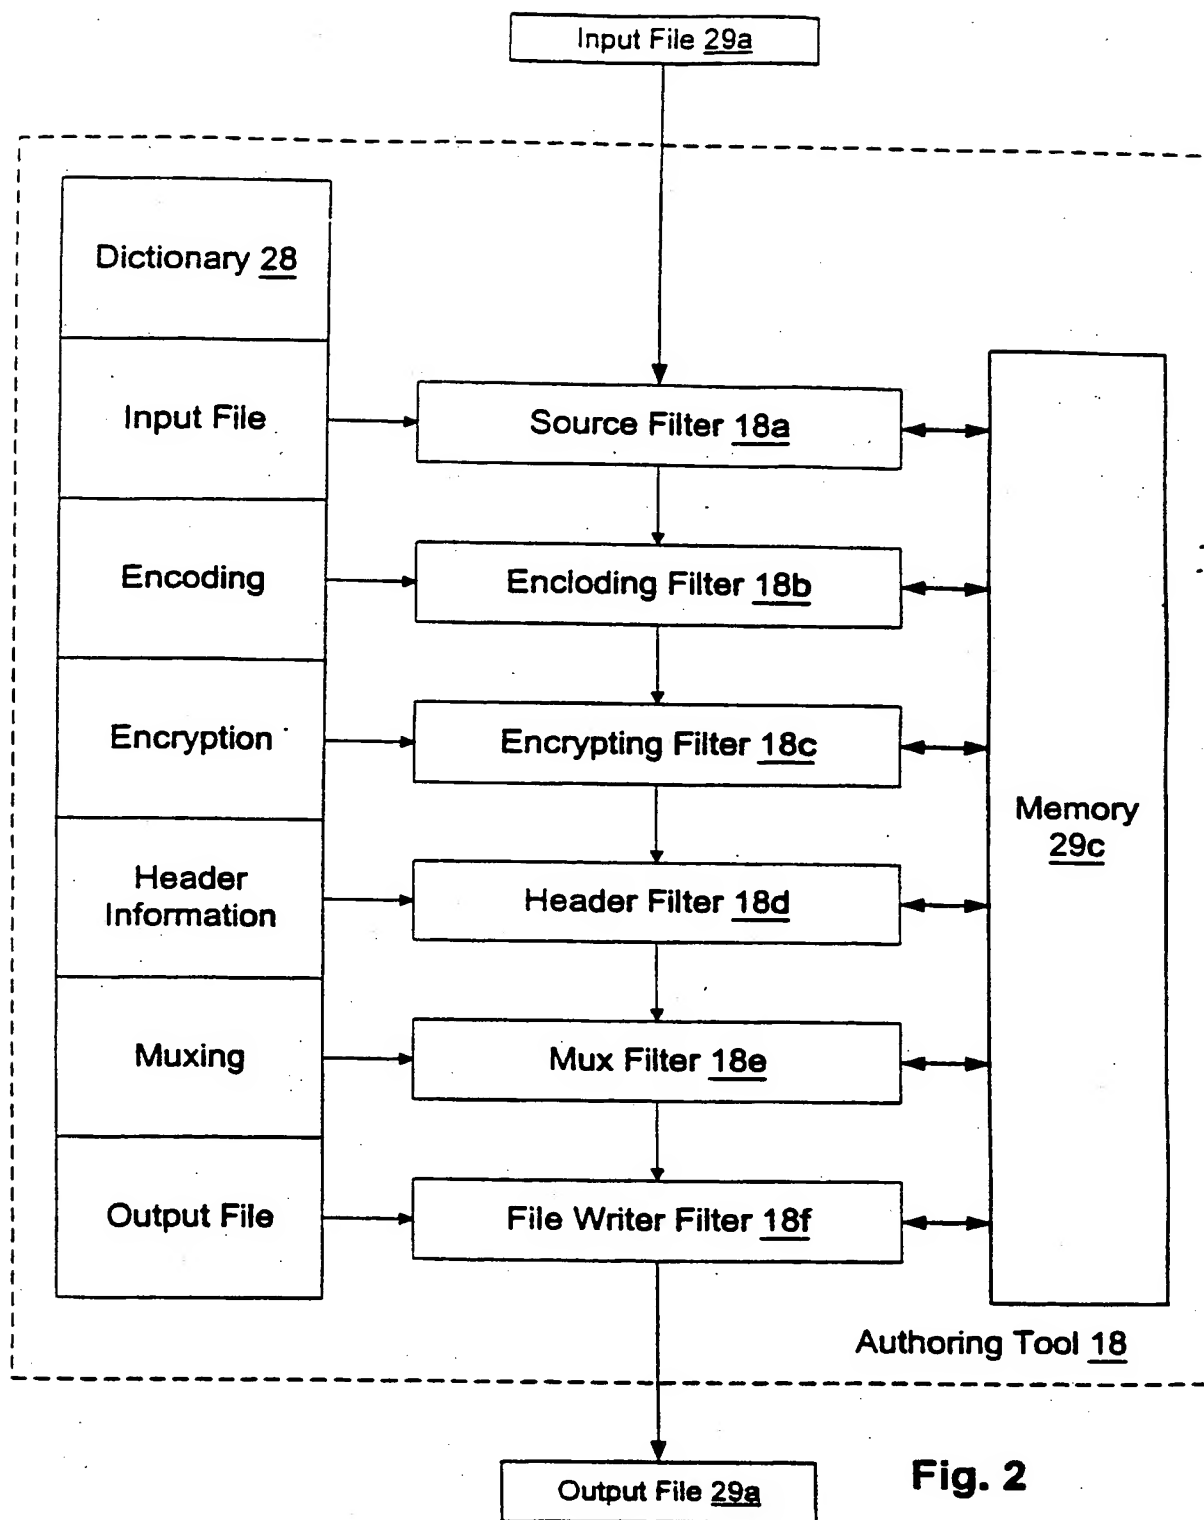 Input File 29a
Dictionary 28
Input File
Source Filter 18a
Encoding
Encloding Filter 18b
Encryption
Encrypting Filter 18c
Memory
29c
Header
Information
Header Filter 18d
Muxing
Mux Filter 18e
Output File
File Writer Filter 18f
Authoring Tool 18
Output File 29a
Fig. 2